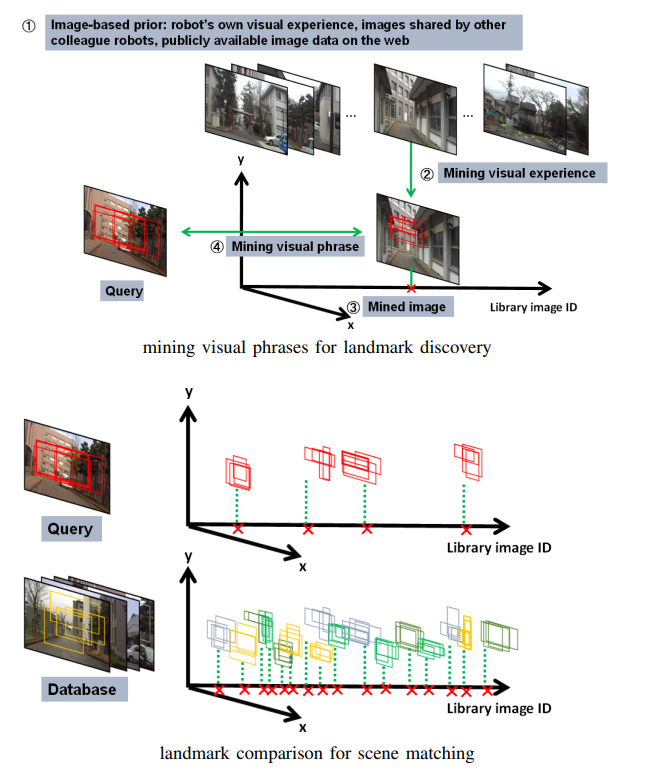 ① Image-based prior: robot's own visual experience, images shared by other
colleague robots, publicly available image data on the web
...
...
y
② Mining visual experience
④ Mining visual phrase
Query
③ Mined image
Library image ID
x
mining visual phrases for landmark discovery
y
Query
Library image ID
x
y
Database
Library image ID
x
landmark comparison for scene matching